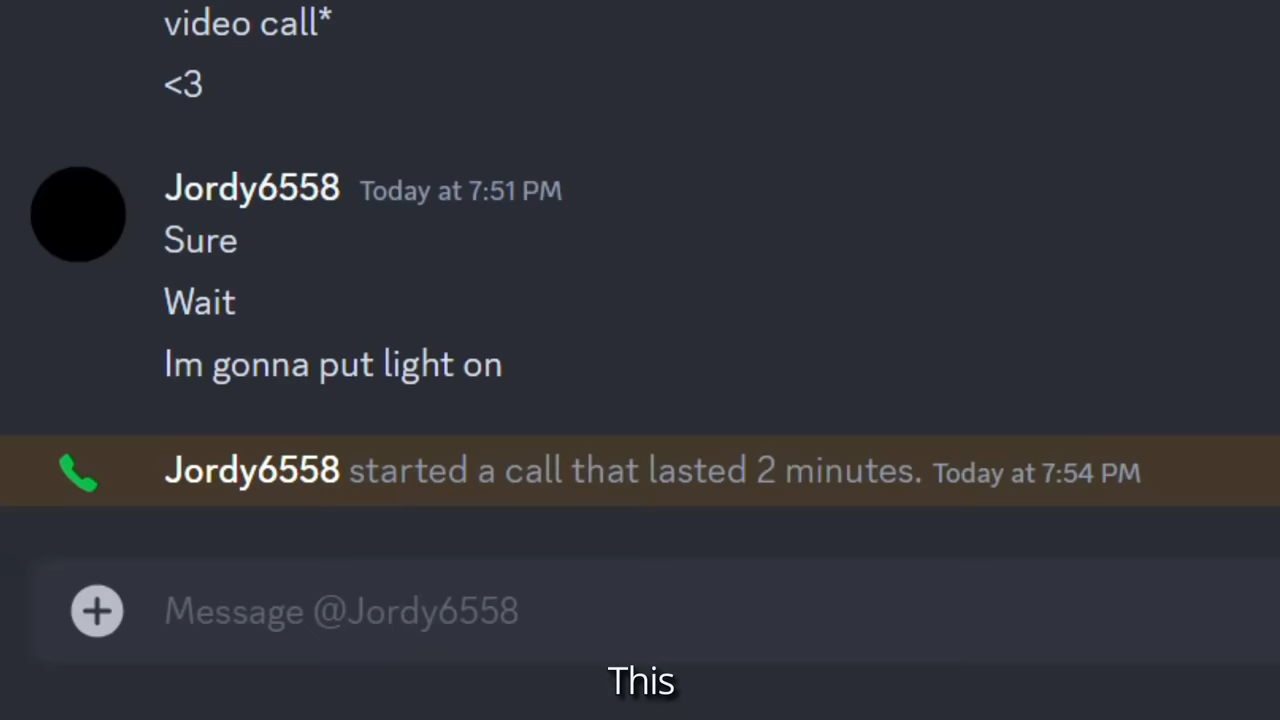 video call*
<3
Jordy6558 Today at 7:51 PM
Sure
Wait
Im gonna put light on
Jordy6558 started a call that lasted 2 minutes. Today at 7:54 PM
Message @Jordy6558
This